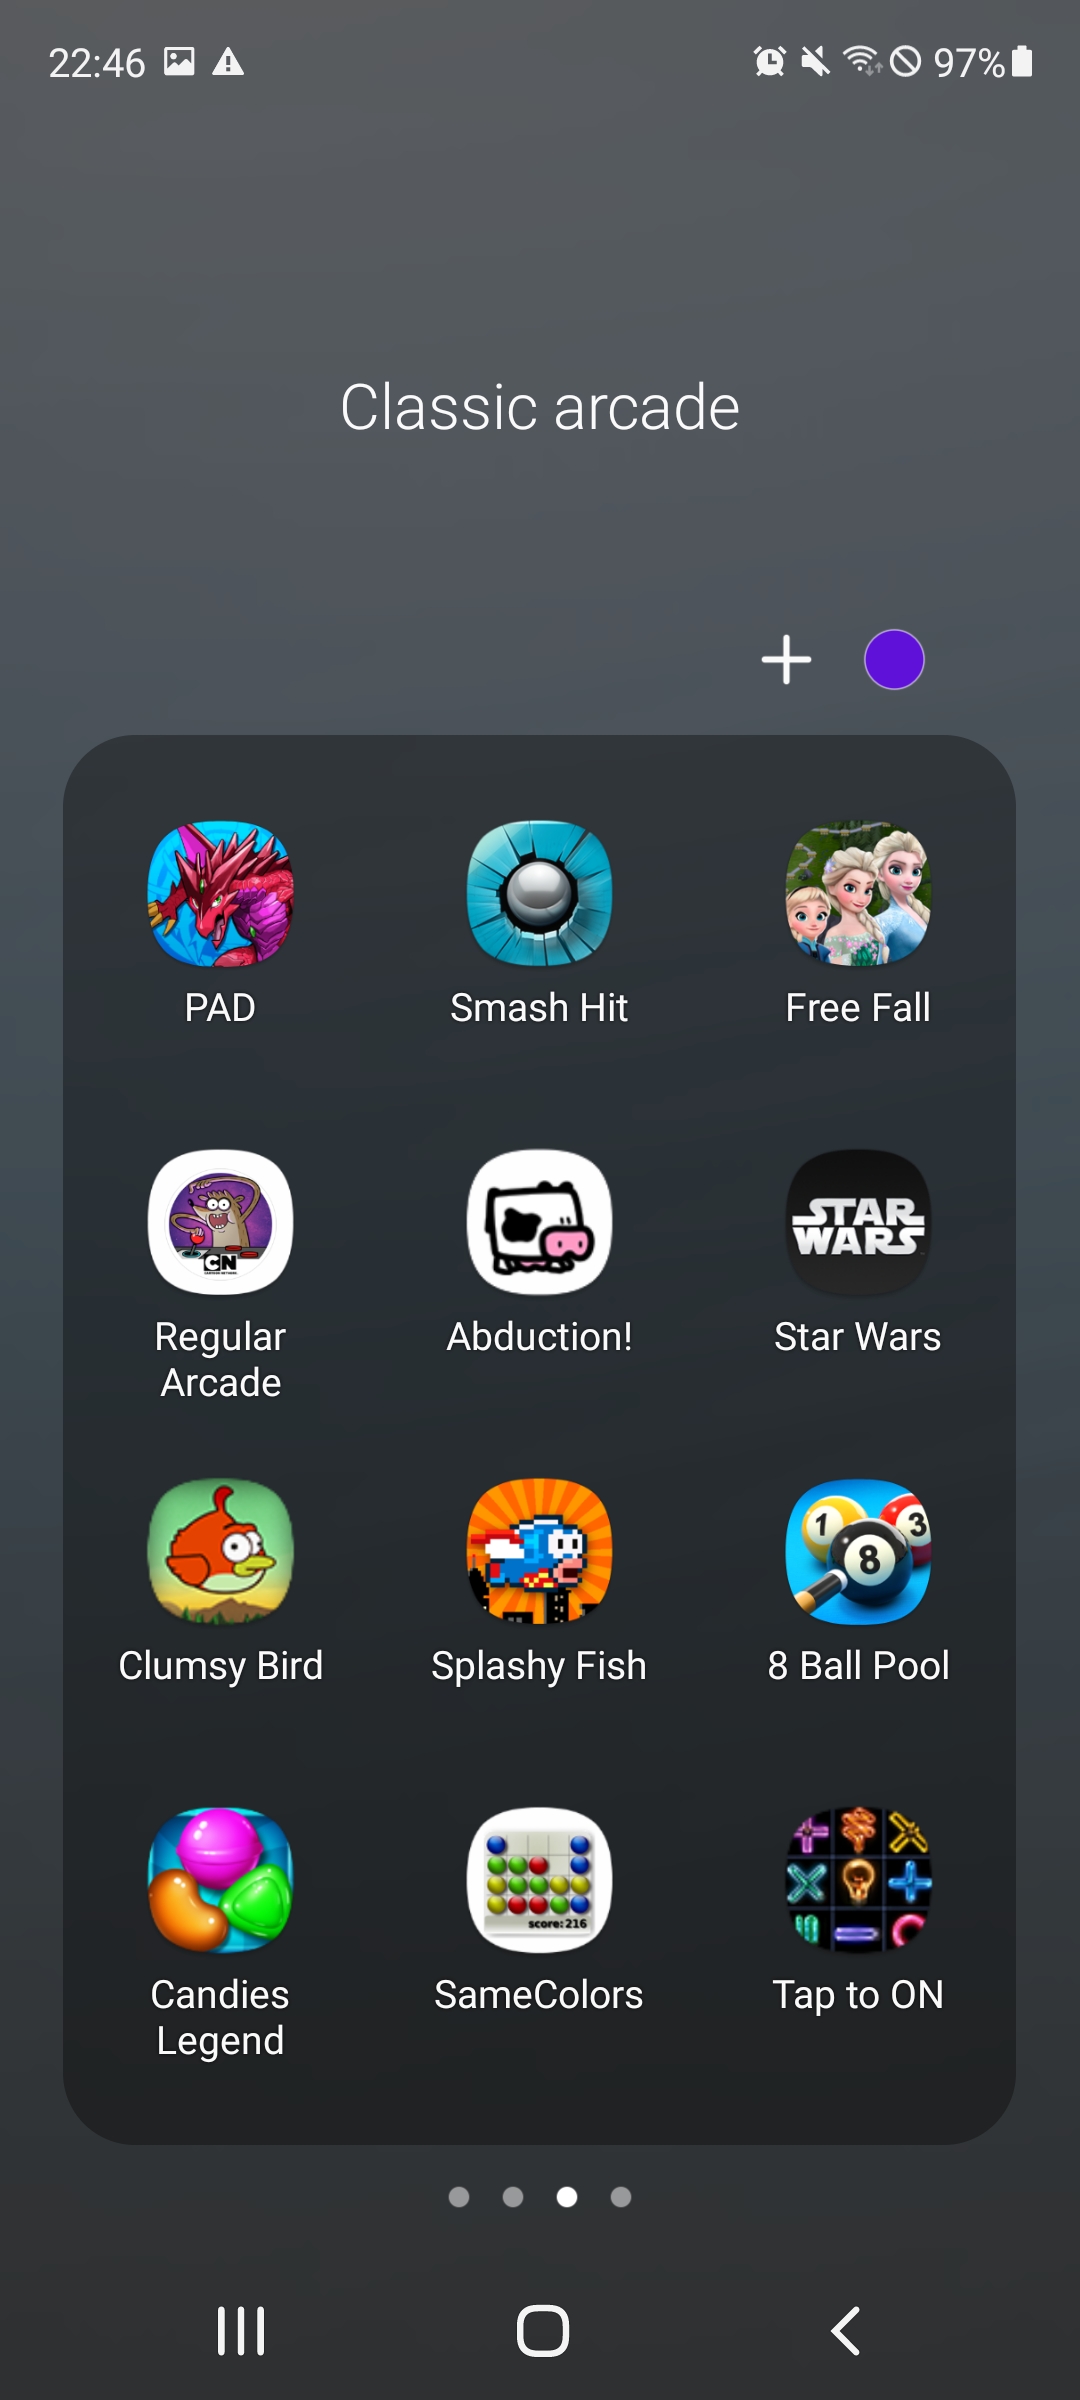 22:46 97%
Classic arcade
PAD Smash Hit Free Fall
CN
STAR
WARS
Regular Abduction! Star Wars
Arcade
1 3
8
Clumsy Bird Splashy Fish 8 Ball Pool
score: 216
Candies SameColors Tap to ON
Legend